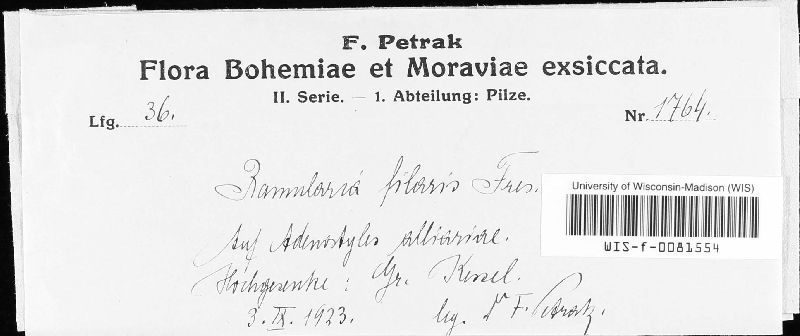 F. Petrak
Flora Bohemiae et Moraviae exsiccata.
II. Serie. — 1. Abteilung: Pilze.
Lfg. 36.
Nr. 1764.
Ramularia filaris Fres.
University of Wisconsin-Madison (WIS)
WIS-f-0081554
Auf Adenostyles alliariae.
Hochgesenke: Gr. Kessel.
3. IX. 1923. leg. Dr F. Petrak.